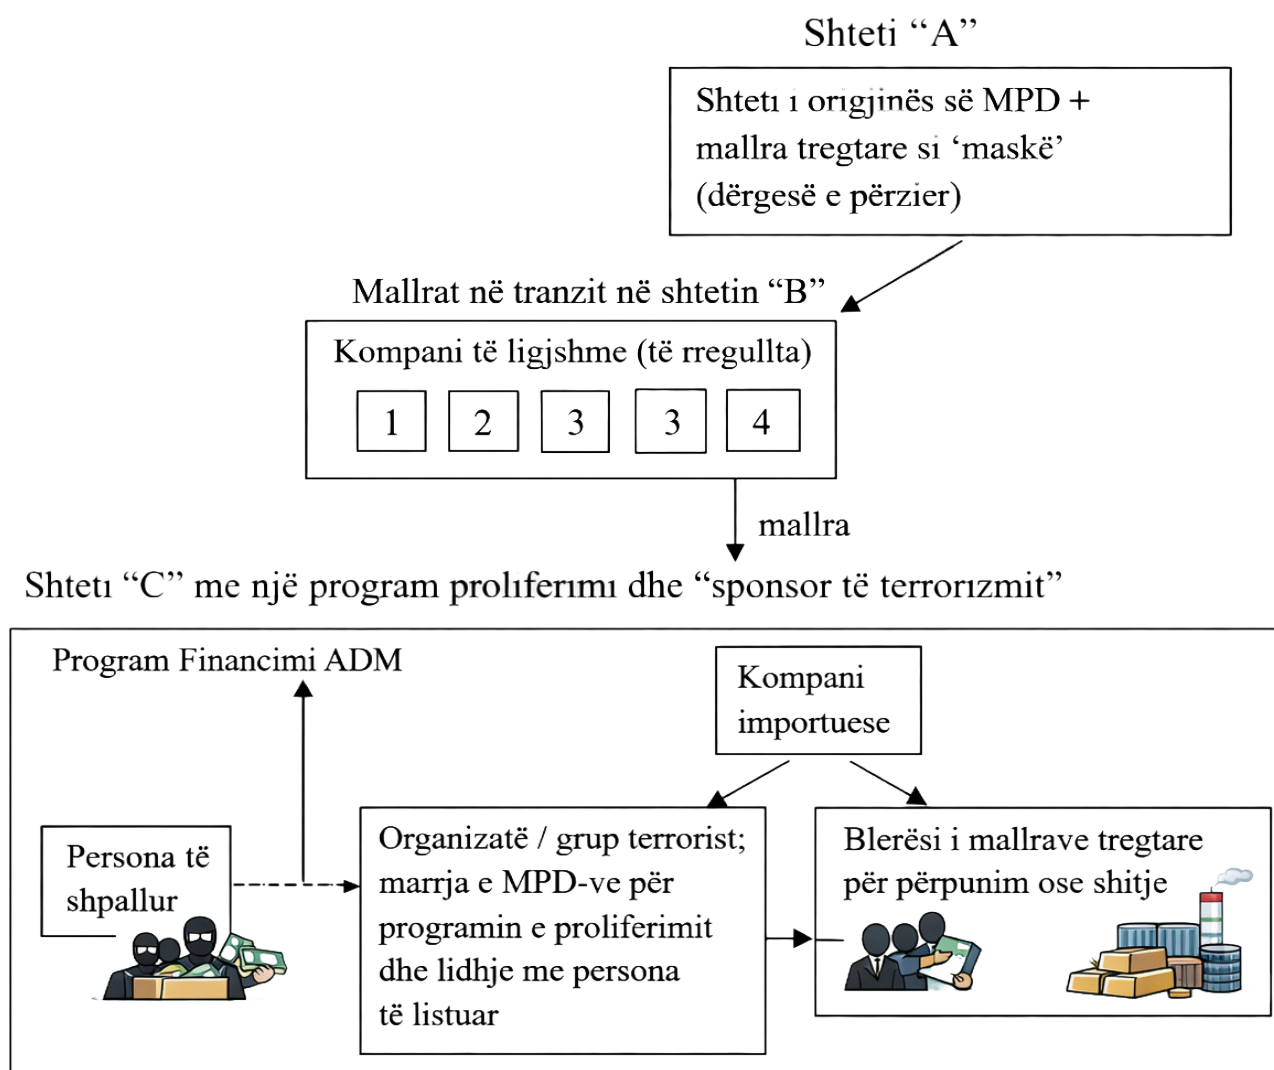 Shteti “A”
Shteti i origjinës së MPD +
mallra tregtare si ‘maskë’
(dërgesë e përzier)
Mallrat në tranzit në shtetin “B”
Kompani të ligjshme (të rregullta)
1 2 3 3 4
mallra
Shteti “C” me një program proliferimi dhe “sponsor të terrorizmit”
Program Financimi ADM
Kompani
importuese
Persona të
shpallur
Organizatë / grup terrorist;
marrja e MPD-ve për
programin e proliferimit
dhe lidhje me persona
të listuar
Blerësi i mallrave tregtare
për përpunim ose shitje